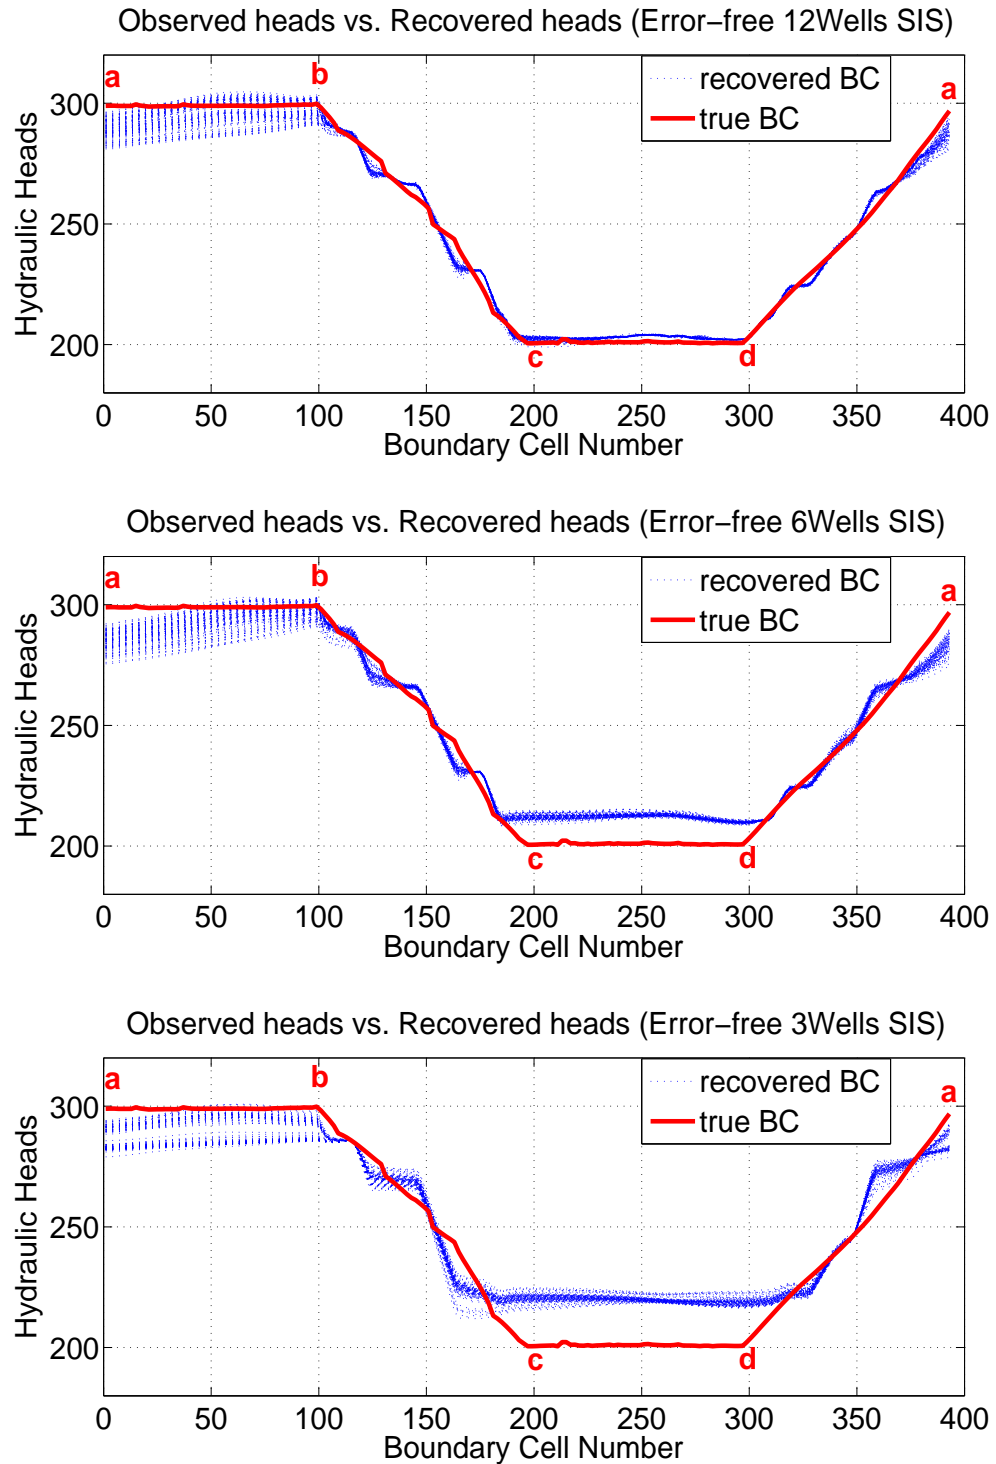 Observed heads vs. Recovered heads (Error−free 12Wells SIS)
a
b
a
recovered BC
true BC
c
d
300
250
200
Hydraulic Heads
0 50 100 150 200 250 300 350 400
Boundary Cell Number
Observed heads vs. Recovered heads (Error−free 6Wells SIS)
a
b
a
recovered BC
true BC
c
d
300
250
200
Hydraulic Heads
0 50 100 150 200 250 300 350 400
Boundary Cell Number
Observed heads vs. Recovered heads (Error−free 3Wells SIS)
a
b
a
recovered BC
true BC
c
d
300
250
200
Hydraulic Heads
0 50 100 150 200 250 300 350 400
Boundary Cell Number